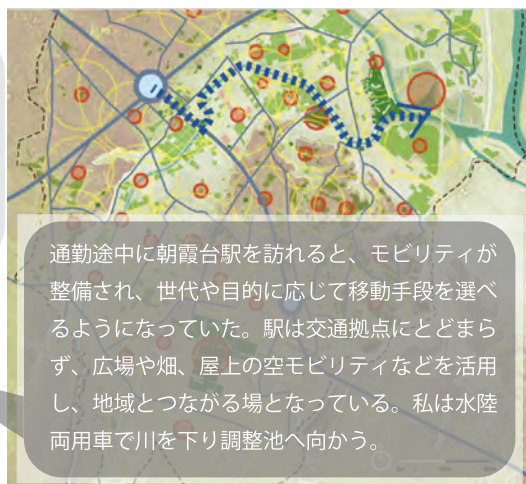 通勤途中に朝霞台駅を訪れると、モビリティが
整備され、世代や目的に応じて移動手段を選べ
るようになっていた。駅は交通拠点にとどまら
ず、広場や畑、屋上の空モビリティなどを活用
し、地域とつながる場となっている。私は水陸
両用車で川を下り調整池へ向かう。